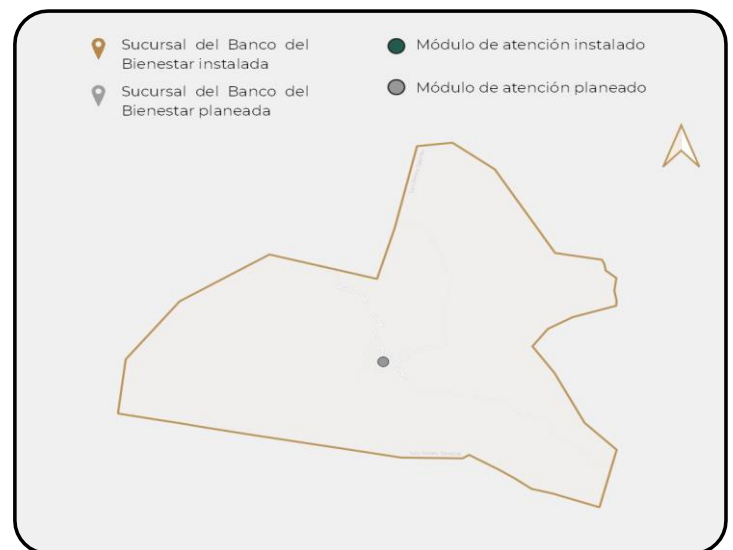 Sucursal del Banco del
Bienestar instalada
Sucursal del Banco del
Bienestar planeada
Módulo de atención instalado
Módulo de atención planeado